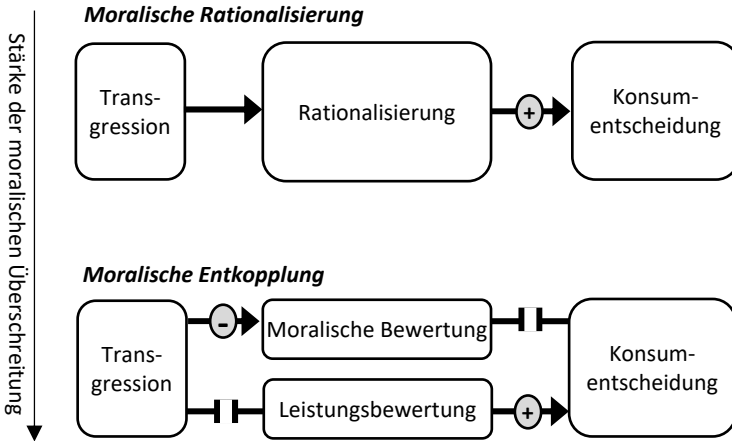 Stärke der moralischen Überschreitung
Moralische Rationalisierung
Trans-
gression
Rationalisierung
+
Konsum-
entscheidung
Moralische Entkopplung
Trans-
gression
-
Moralische Bewertung
Leistungsbewertung
+
Konsum-
entscheidung